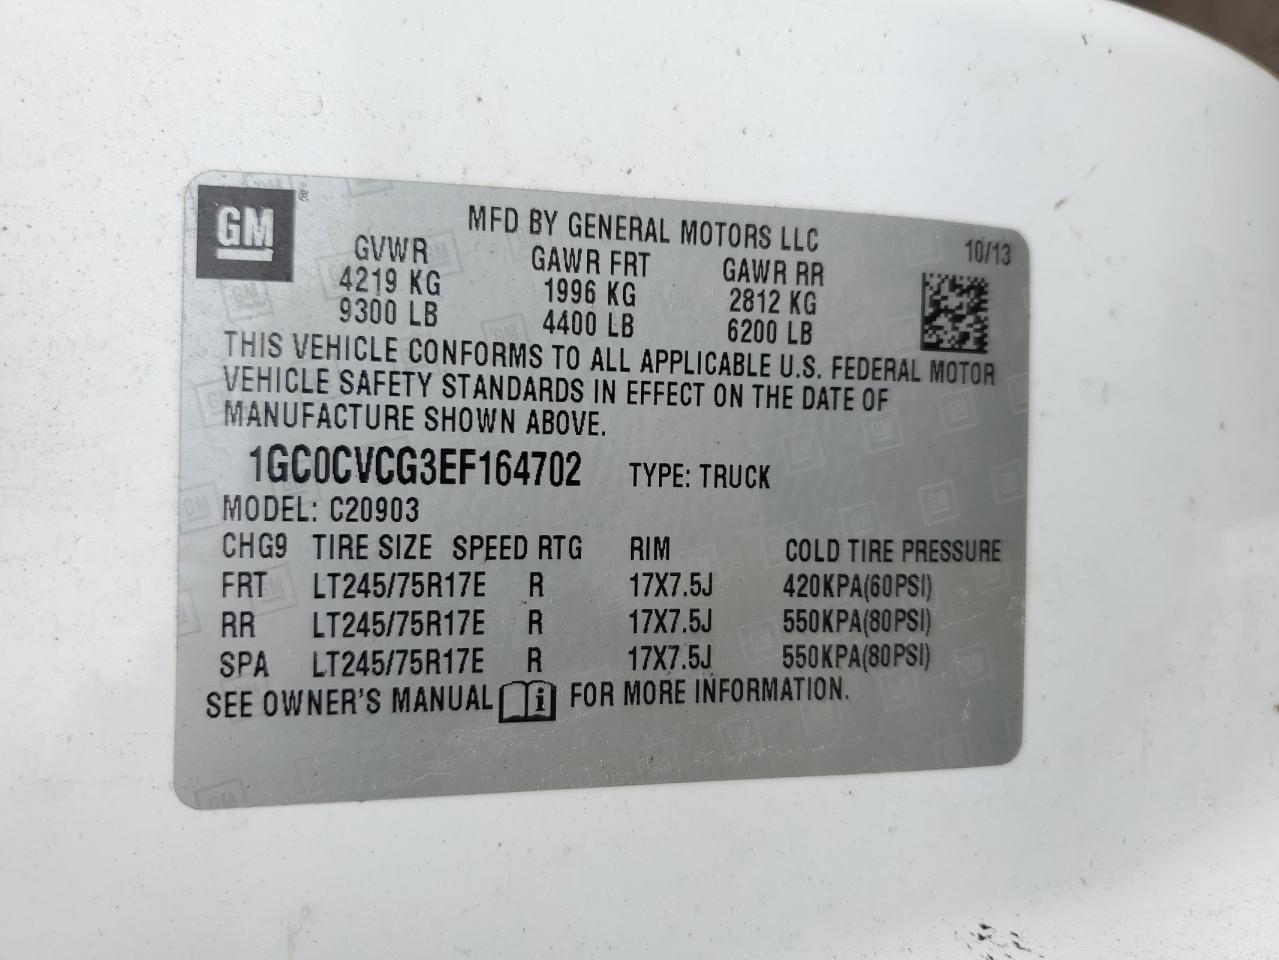 GM ®
MFD BY GENERAL MOTORS LLC
10/13
GVWR GAWR FRT GAWR RR
4219 KG 1996 KG 2812 KG
9300 LB 4400 LB 6200 LB
THIS VEHICLE CONFORMS TO ALL APPLICABLE U.S. FEDERAL MOTOR
VEHICLE SAFETY STANDARDS IN EFFECT ON THE DATE OF
MANUFACTURE SHOWN ABOVE.
1GC0CVCG3EF164702 TYPE: TRUCK
MODEL: C20903
CHG9 TIRE SIZE SPEED RTG RIM COLD TIRE PRESSURE
FRT LT245/75R17E R 17X7.5J 420KPA(60PSI)
RR LT245/75R17E R 17X7.5J 550KPA(80PSI)
SPA LT245/75R17E R 17X7.5J 550KPA(80PSI)
SEE OWNER'S MANUAL i FOR MORE INFORMATION.